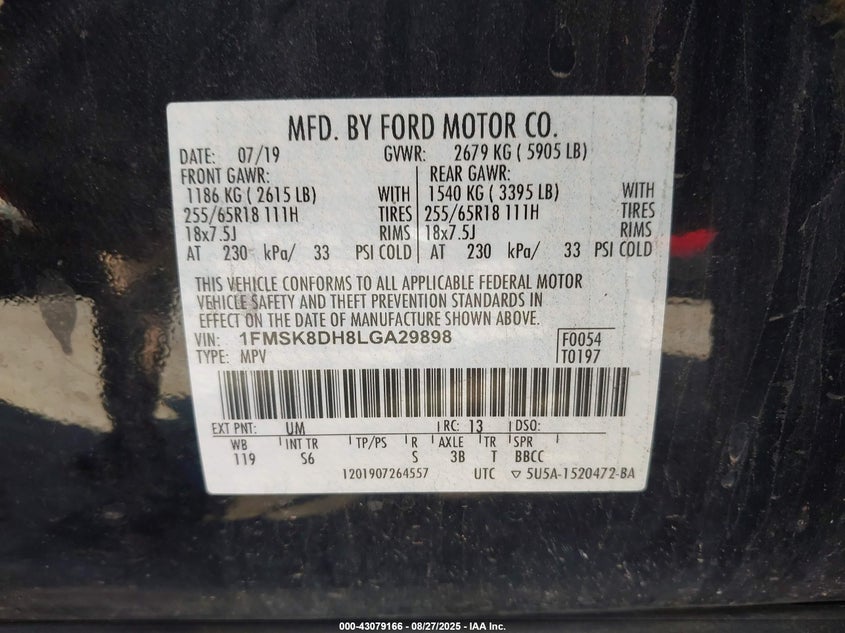 MFD. BY FORD MOTOR CO.
DATE: 07/19 GVWR: 2679 KG ( 5905 LB)
FRONT GAWR: REAR GAWR:
1186 KG ( 2615 LB) WITH 1540 KG ( 3395 LB) WITH
255/65R18 111H TIRES 255/65R18 111H TIRES
18x7.5J RIMS 18x7.5J RIMS
AT 230 kPa/ 33 PSI COLD AT 230 kPa/ 33 PSI COLD
THIS VEHICLE CONFORMS TO ALL APPLICABLE FEDERAL MOTOR
VEHICLE SAFETY AND THEFT PREVENTION STANDARDS IN
EFFECT ON THE DATE OF MANUFACTURE SHOWN ABOVE.
VIN: 1FMSK8DH8LGA29898 F0054
TYPE: MPV T0197
EXT PNT: UM RC: 13 DSO:
WB INT TR TP/PS R AXLE TR SPR
119 S6 S 3B T BBCC
1201907264557 UTC ▽ 5U5A-1520472-BA
000-43079166 - 08/27/2025 - IAA Inc.